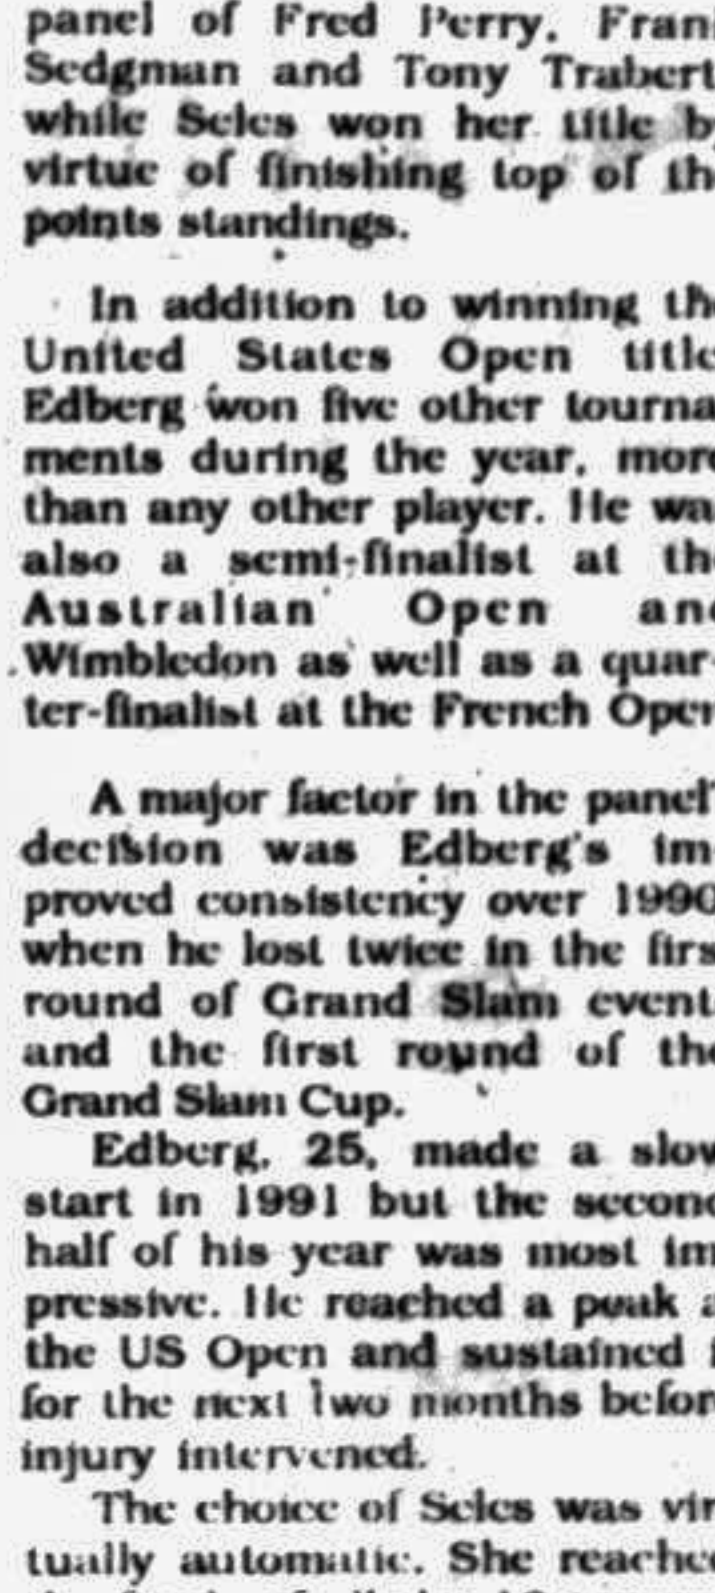 panel of Fred Perry, Fran
Sedgman and Tony Trabert
while Seles won her title b
virtue of finishing top of th
points standings.
In addition to winning th
United States Open title
Edberg won five other tourna
ments during the year, more
than any other player. He wa
also a semi-finalist at th
Australian Open and
Wimbledon as well as a quar-
ter-finalist at the French Open
A major factor in the panel'
decision was Edberg's im-
proved consistency over 1990
when he lost twice in the firs
round of Grand Slam event
and the first round of the
Grand Slam Cup.
Edberg, 25, made a slow
start in 1991 but the second
half of his year was most im
pressive. He reached a peak a
the US Open and sustained i
for the next two months befor
injury intervened.
The choice of Seles was vir
tually automatic. She reached